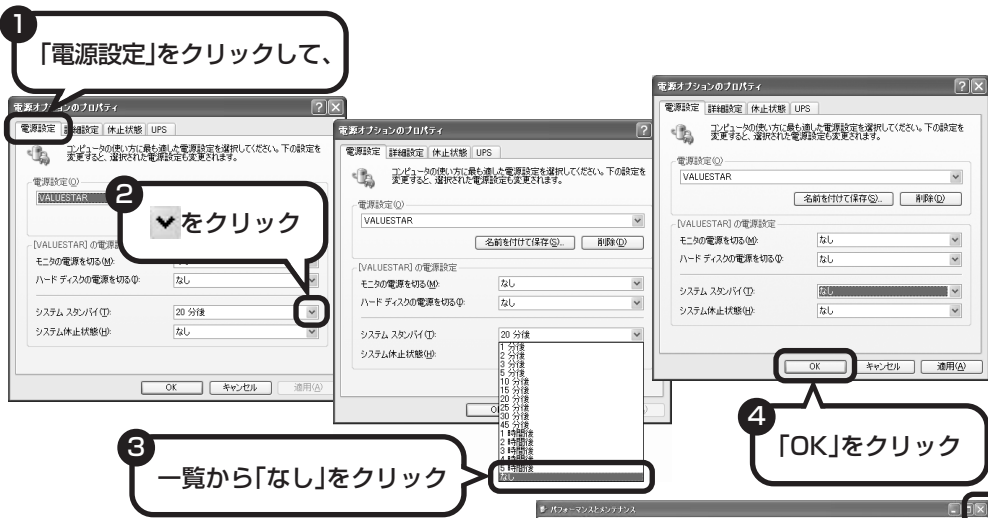 1
「電源設定」をクリックして、
電源オプションのプロパティ
電源設定 詳細設定 休止状態 UPS
コンピュータの使い方に最も適した電源設定を選択してください。下の設定を
変更すると、選択された電源設定も変更されます。
電源設定(O)
VALUESTAR
2
をクリック
[VALUESTAR] の電源設
モニタの電源を切る(M):
ハード ディスクの電源を切る(I): なし
システム スタンバイ(T): 20 分後
システム休止状態(H): なし
OK キャンセル 適用(A)
電源オプションのプロパティ
電源設定 詳細設定 休止状態 UPS
コンピュータの使い方に最も適した電源設定を選択してください。下の設定を
変更すると、選択された電源設定も変更されます。
電源設定(O)
VALUESTAR
名前を付けて保存(S)... 削除(D)
[VALUESTAR] の電源設定
モニタの電源を切る(M): なし
ハード ディスクの電源を切る(I): なし
システム スタンバイ(T): 20 分後
システム休止状態(H):
1 分後
2 分後
3 分後
5 分後
10 分後
15 分後
20 分後
25 分後
30 分後
45 分後
1 時間後
2 時間後
3 時間後
4 時間後
5 時間後
なし
3
一覧から「なし」をクリック
電源オプションのプロパティ
電源設定 詳細設定 休止状態 UPS
コンピュータの使い方に最も適した電源設定を選択してください。下の設定を
変更すると、選択された電源設定も変更されます。
電源設定(O)
VALUESTAR
名前を付けて保存(S)... 削除(D)
[VALUESTAR] の電源設定
モニタの電源を切る(M): なし
ハード ディスクの電源を切る(I): なし
システム スタンバイ(T): なし
システム休止状態(H): なし
OK キャンセル 適用(A)
4
「OK」をクリック
パフォーマンスとメンテナンス